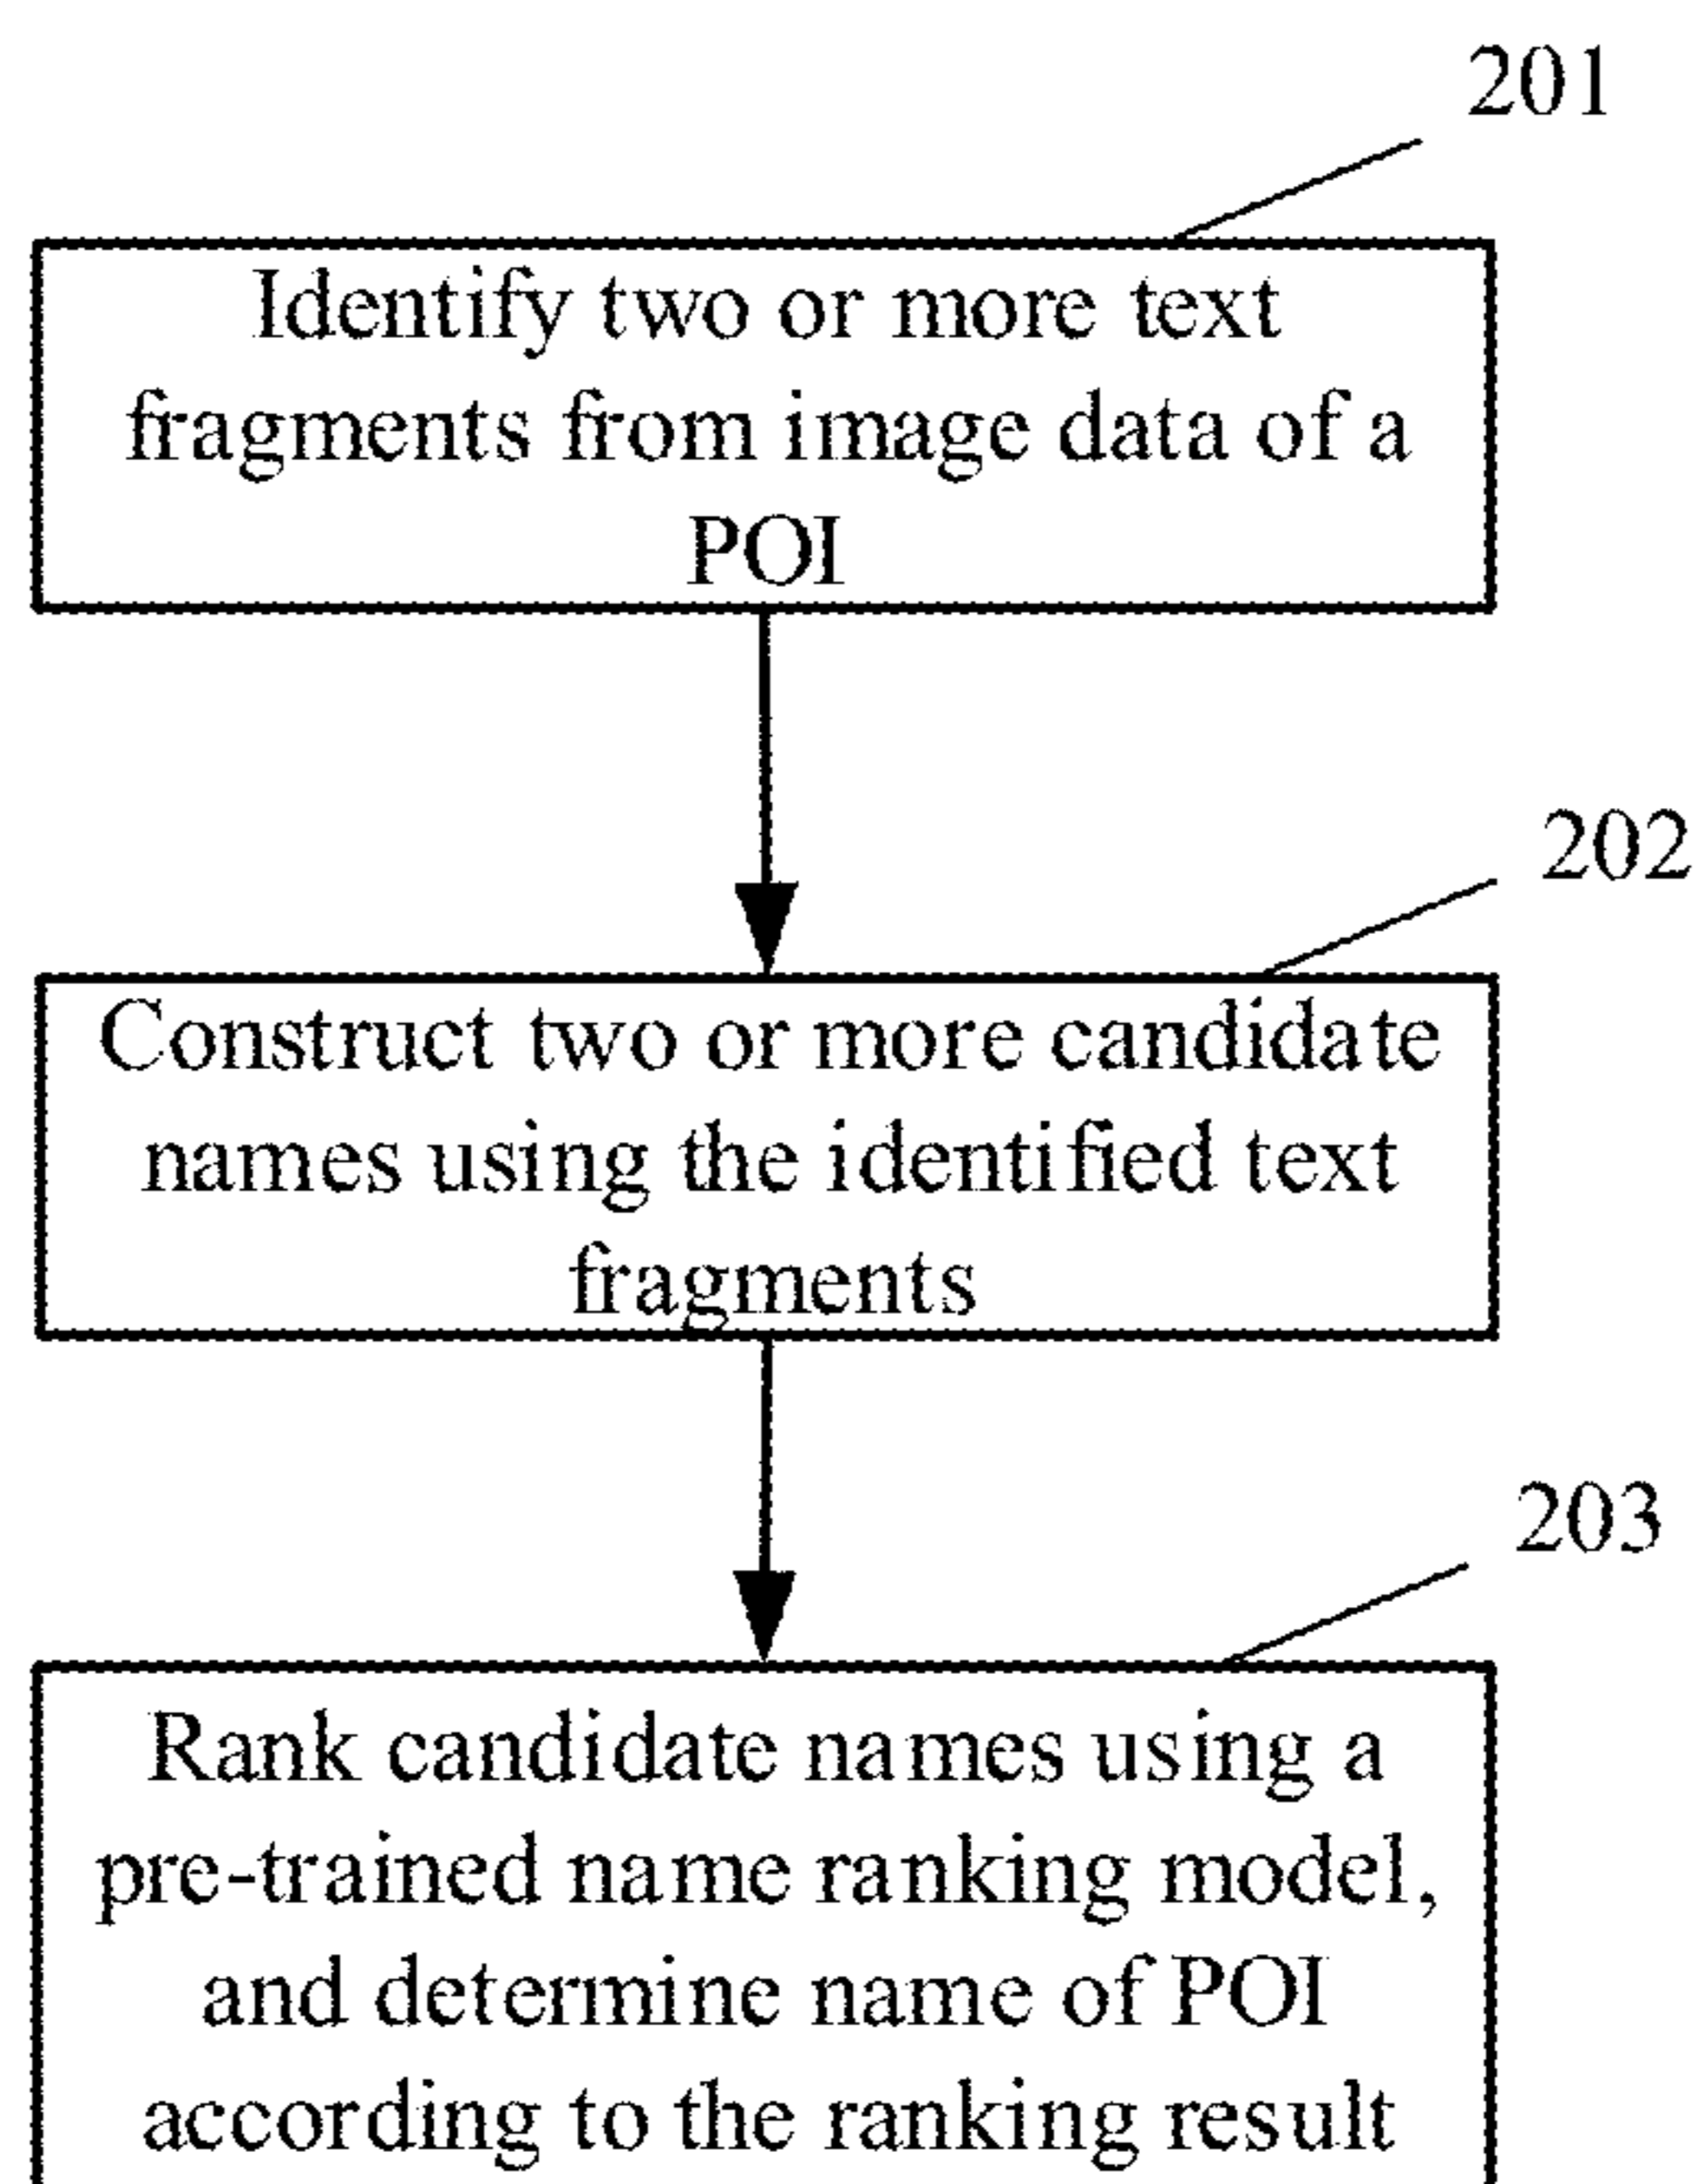 201
Identify two or more text
fragments from image data of a
POI
202
Construct two or more candidate
names using the identified text
fragments
203
Rank candidate names using a
pre-trained name ranking model,
and determine name of POI
according to the ranking result